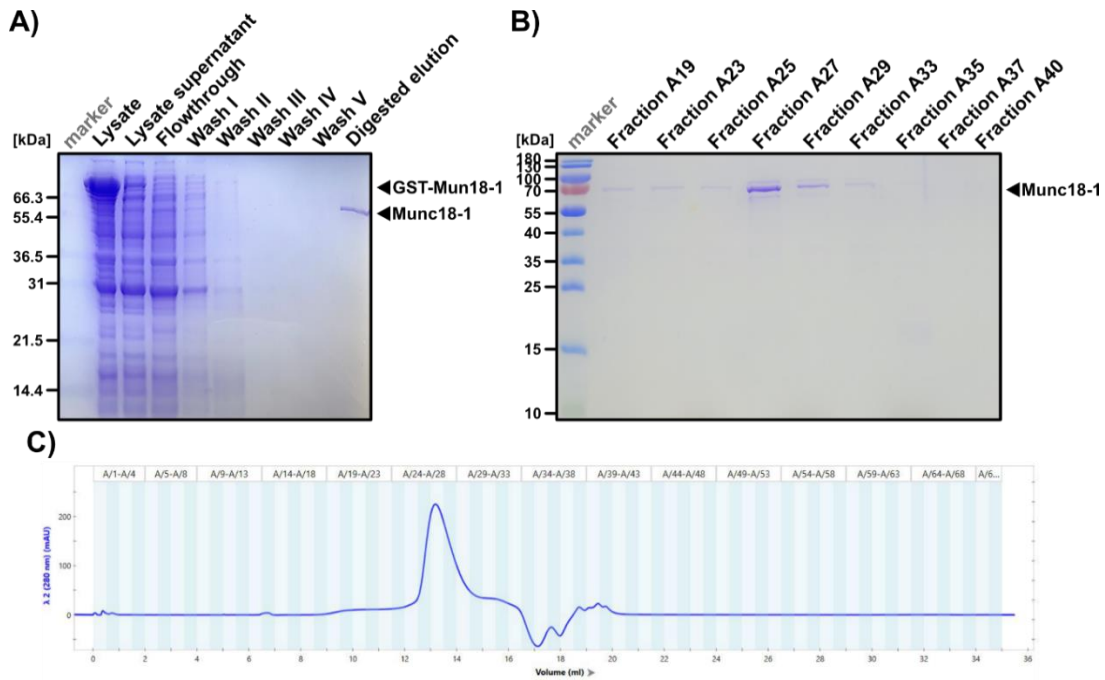 A)
marker
Lysate
Lysate supernatant
Flowthrough
Wash I
Wash II
Wash III
Wash IV
Wash V
Digested elution
[kDa]
66.3
55.4
36.5
31
21.5
14.4
GST-Mun18-1
Munc18-1
B)
marker
Fraction A19
Fraction A23
Fraction A25
Fraction A27
Fraction A29
Fraction A33
Fraction A35
Fraction A37
Fraction A40
[kDa]
180
130
100
70
55
40
35
25
15
10
Munc18-1
C)
A/1-A/4 A/5-A/8 A/9-A/13 A/14-A/18 A/19-A/23 A/24-A/28 A/29-A/33 A/34-A/38 A/39-A/43 A/44-A/48 A/49-A/53 A/54-A/58 A/59-A/63 A/64-A/68 A/6...
λ 2 (280 nm) (mAU)
200
100
0
0 2 4 6 8 10 12 14 16 18 20 22 24 26 28 30 32 34 36
Volume (ml)